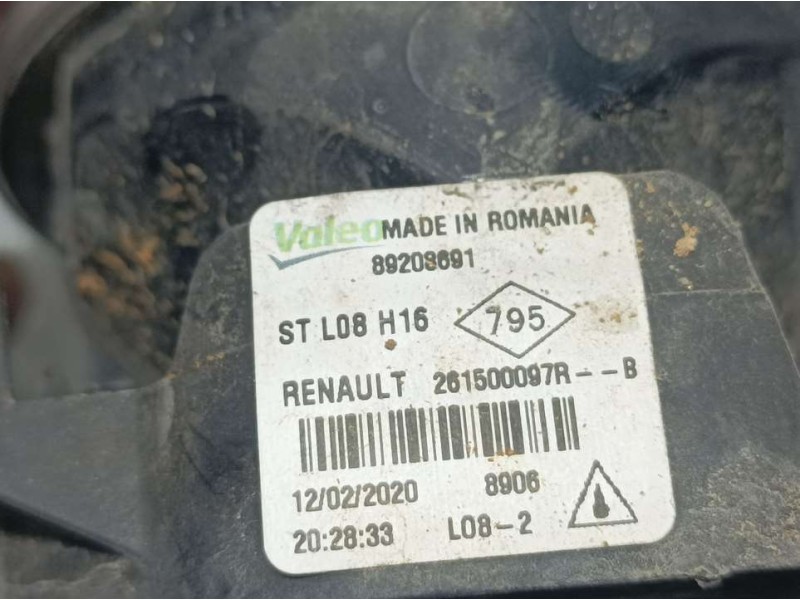 Valeo MADE IN ROMANIA
89208691
ST L08 H16 795
RENAULT 261500097R--B
12/02/2020 8906
20:28:33 L08-2